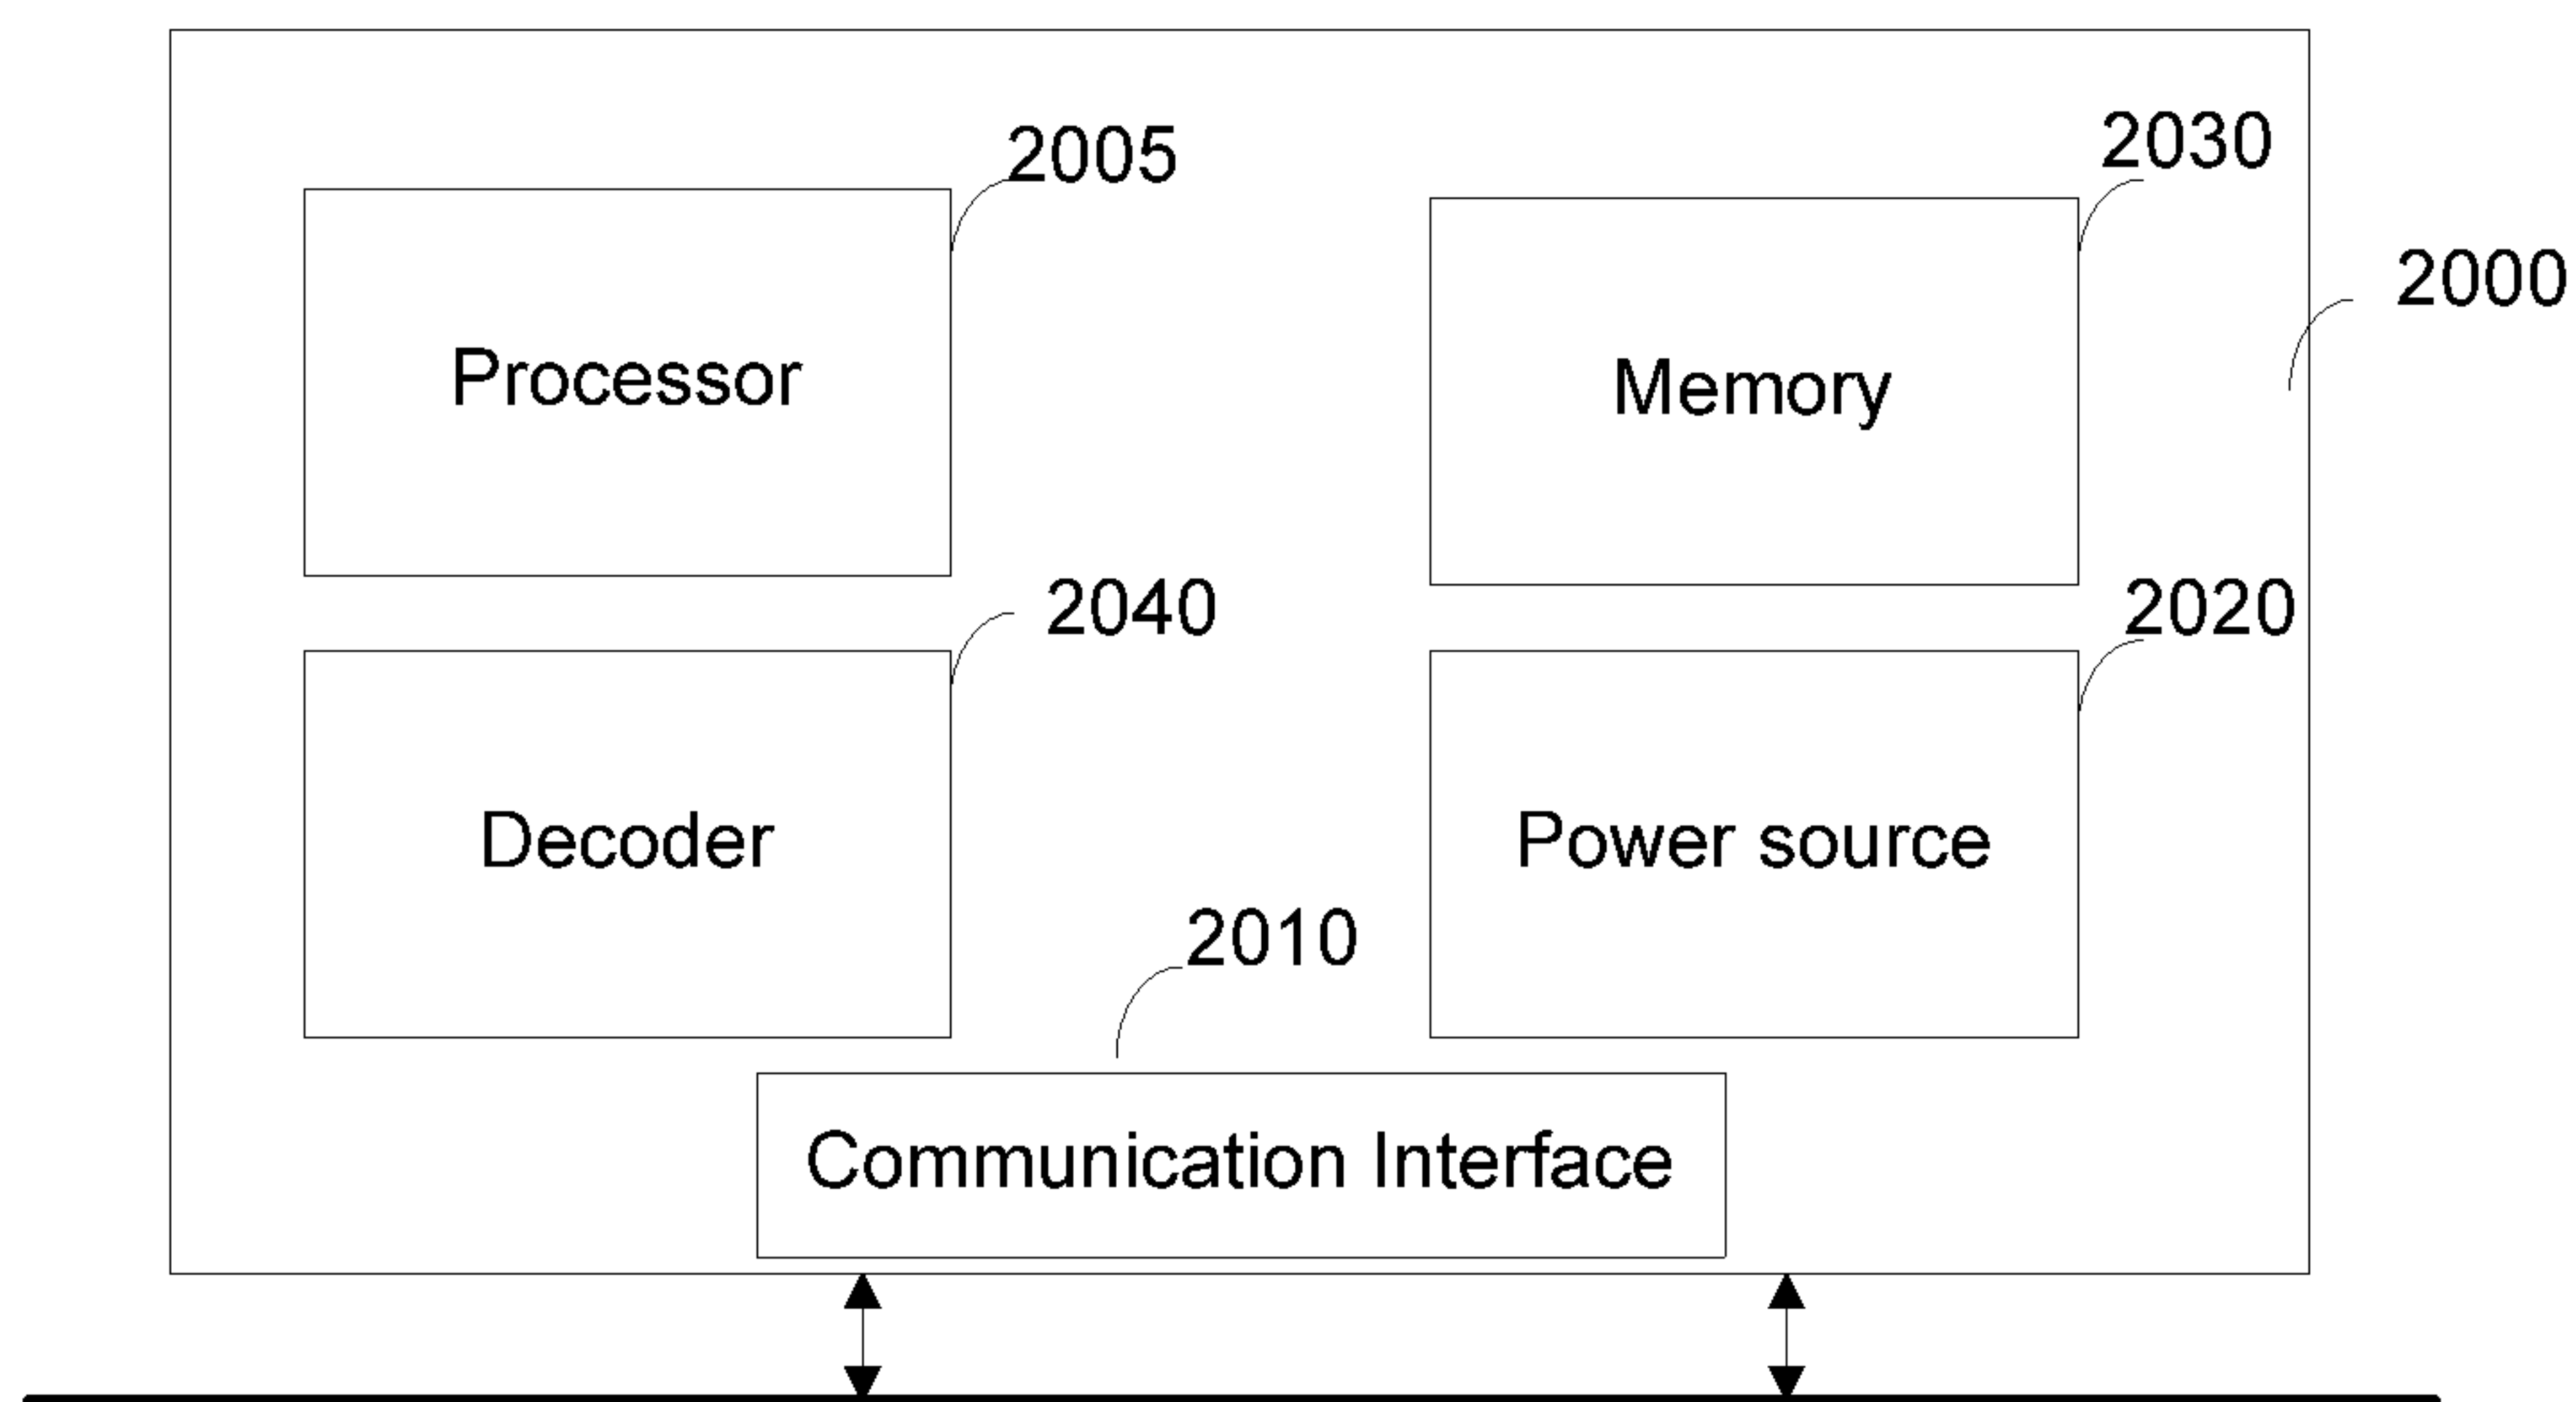 2005
2030
2000
Processor
Memory
2040
2020
Decoder
Power source
2010
Communication Interface